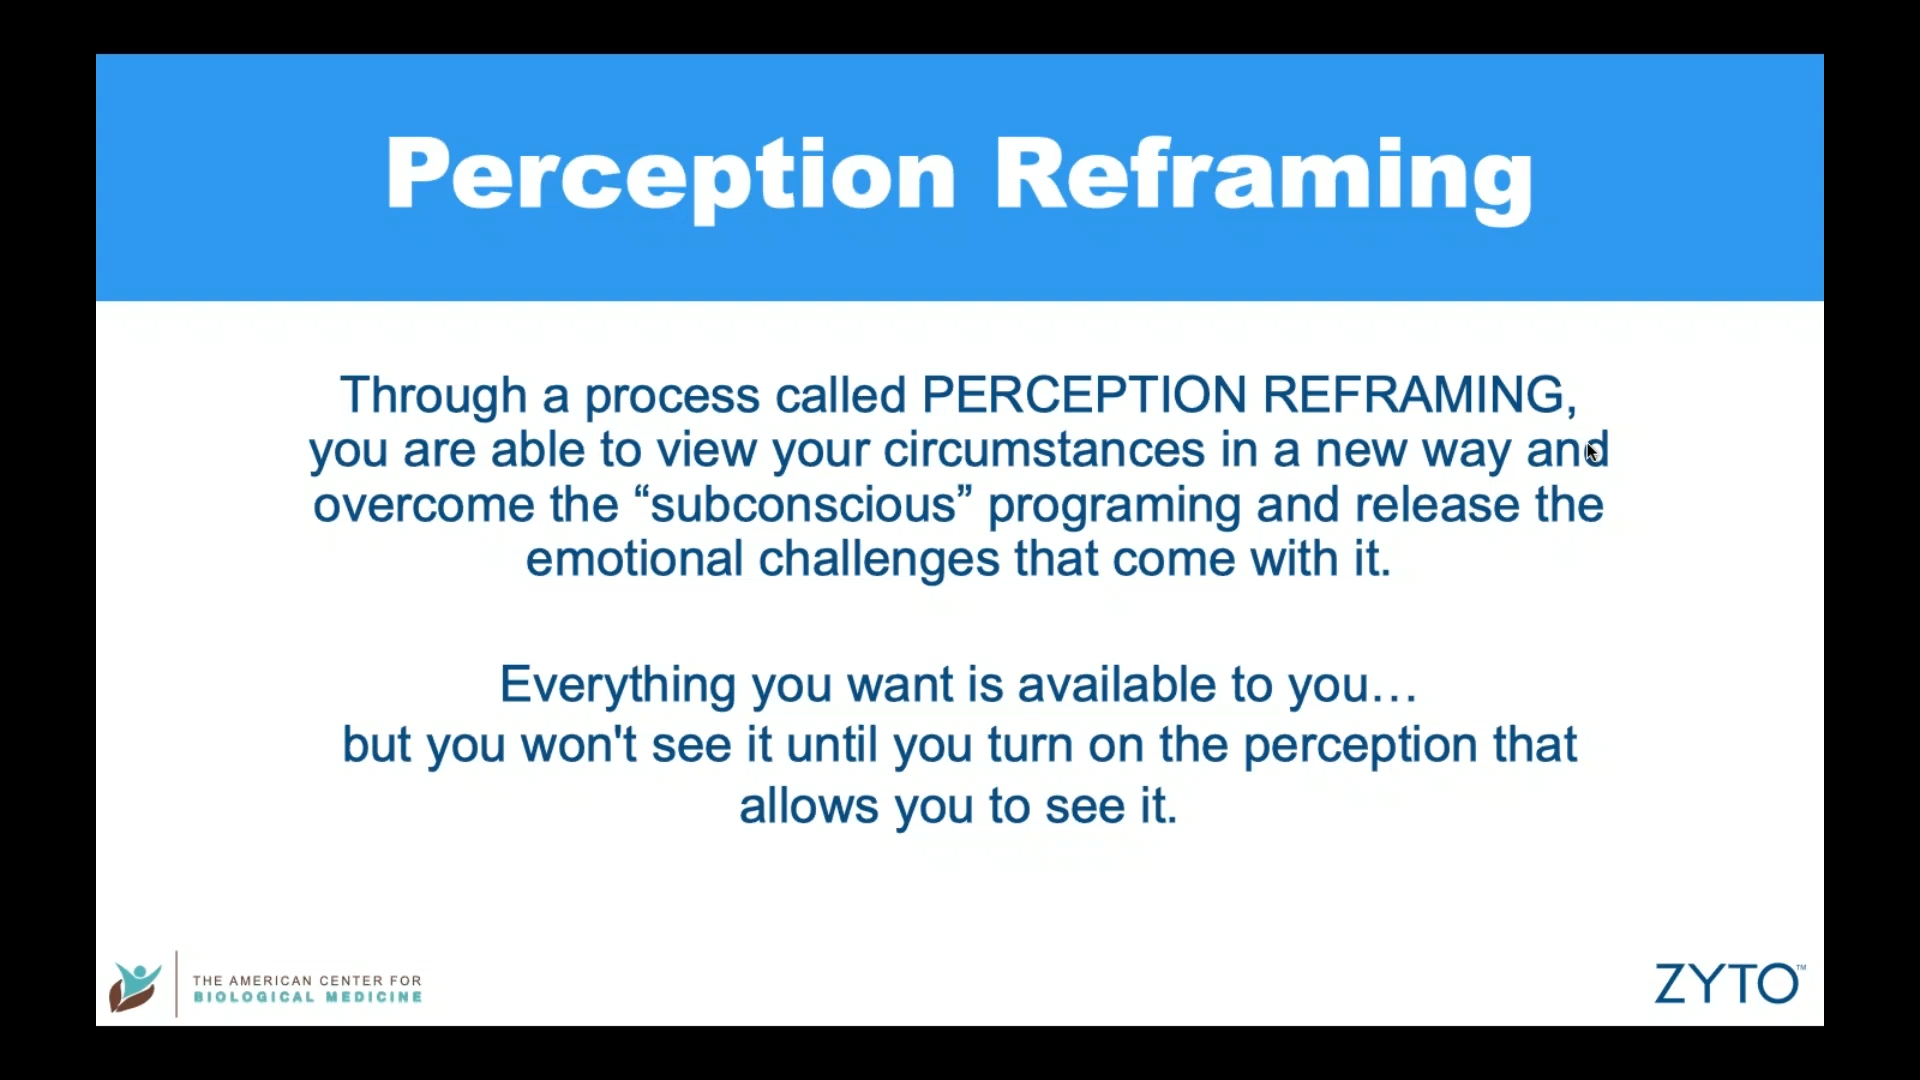 Perception Reframing
Through a process called PERCEPTION REFRAMING,
you are able to view your circumstances in a new way and
overcome the “subconscious” programing and release the
emotional challenges that come with it.
Everything you want is available to you…
but you won't see it until you turn on the perception that
allows you to see it.
THE AMERICAN CENTER FOR
BIOLOGICAL MEDICINE
ZYTO™